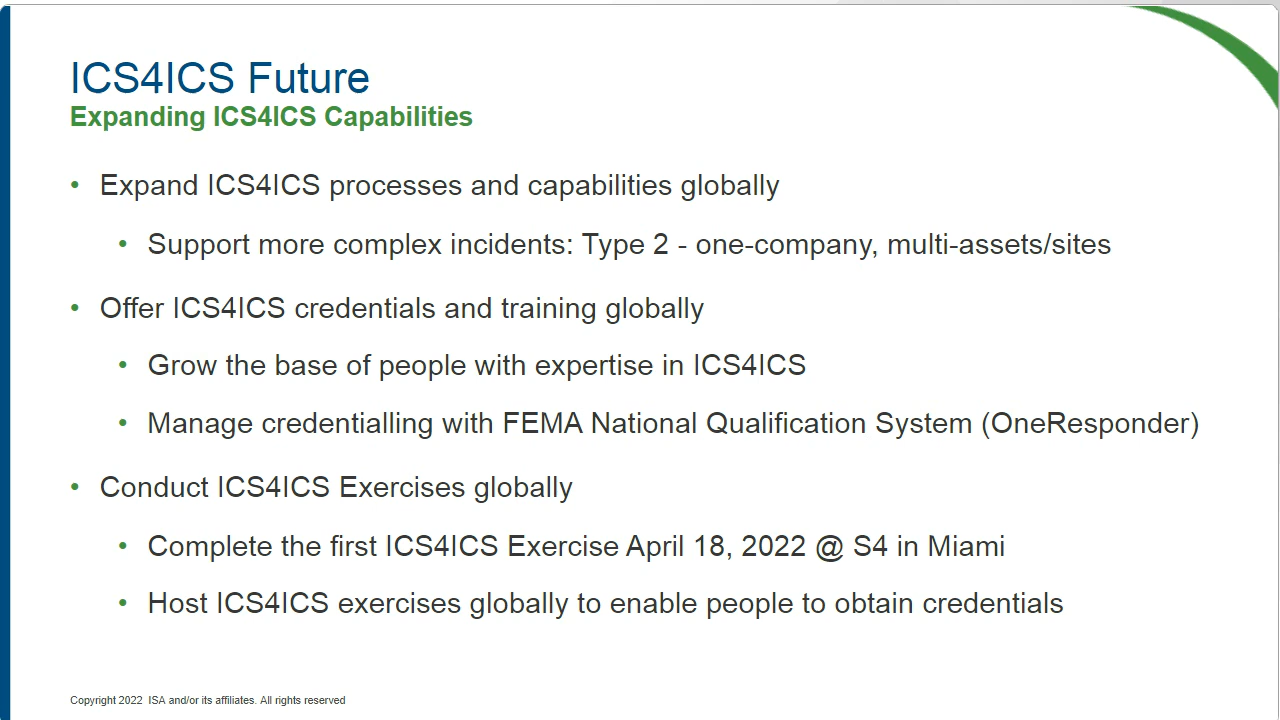 ICS4ICS Future
Expanding ICS4ICS Capabilities
• Expand ICS4ICS processes and capabilities globally
• Support more complex incidents: Type 2 - one-company, multi-assets/sites
• Offer ICS4ICS credentials and training globally
• Grow the base of people with expertise in ICS4ICS
• Manage credentialling with FEMA National Qualification System (OneResponder)
• Conduct ICS4ICS Exercises globally
• Complete the first ICS4ICS Exercise April 18, 2022 @ S4 in Miami
• Host ICS4ICS exercises globally to enable people to obtain credentials
Copyright 2022 ISA and/or its affiliates. All rights reserved